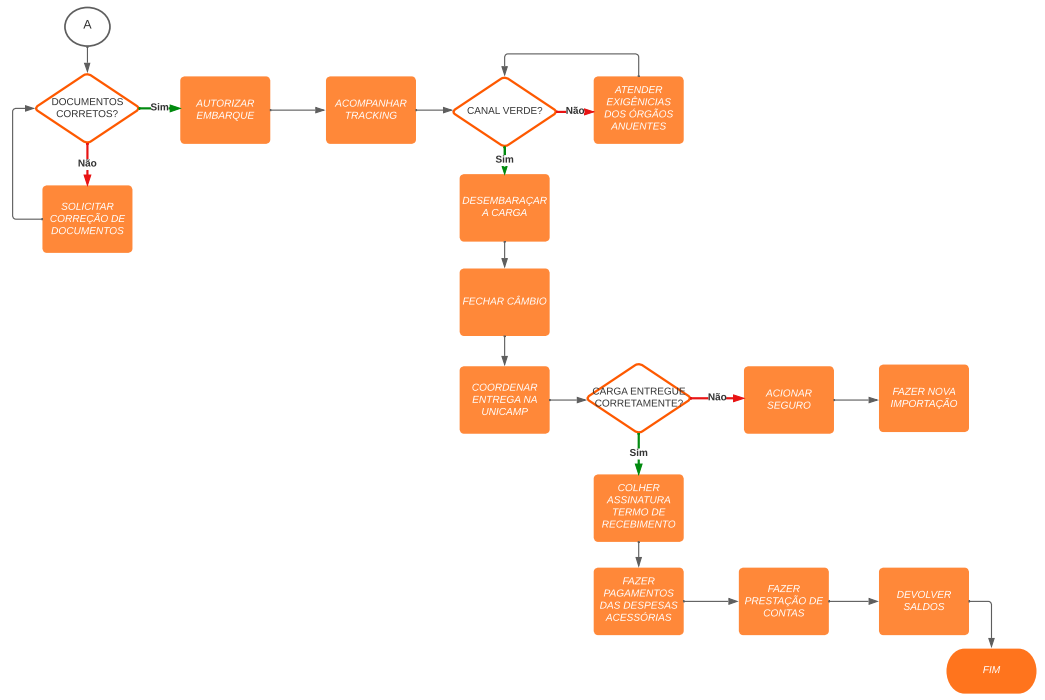 A
DOCUMENTOS
CORRETOS?
Sim
AUTORIZAR
EMBARQUE
ACOMPANHAR
TRACKING
CANAL VERDE?
Não
ATENDER
EXIGÊNCIAS
DOS ÓRGÃOS
ANUENTES
Não
SOLICITAR
CORREÇÃO DE
DOCUMENTOS
Sim
DESEMBARAÇAR
A CARGA
FECHAR CÂMBIO
COORDENAR
ENTREGA NA
UNICAMP
CARGA ENTREGUE
CORRETAMENTE?
Não
ACIONAR
SEGURO
FAZER NOVA
IMPORTAÇÃO
Sim
COLHER
ASSINATURA
TERMO DE
RECEBIMENTO
FAZER
PAGAMENTOS
DAS DESPESAS
ACESSÓRIAS
FAZER
PRESTAÇÃO DE
CONTAS
DEVOLVER
SALDOS
FIM